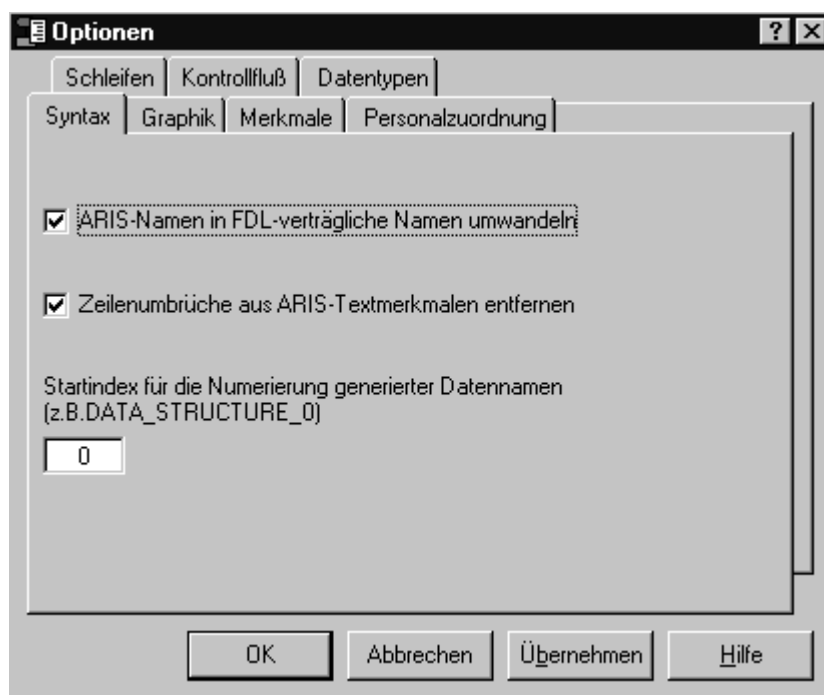 Optionen
Schleifen Kontrollfluß Datentypen
Syntax Graphik Merkmale Personalzuordnung
ARIS-Namen in FDL-verträgliche Namen umwandeln
Zeilenumbrüche aus ARIS-Textmerkmalen entfernen
Startindex für die Numerierung generierter Datennamen
(z.B.DATA_STRUCTURE_0)
0
OK Abbrechen Übernehmen Hilfe